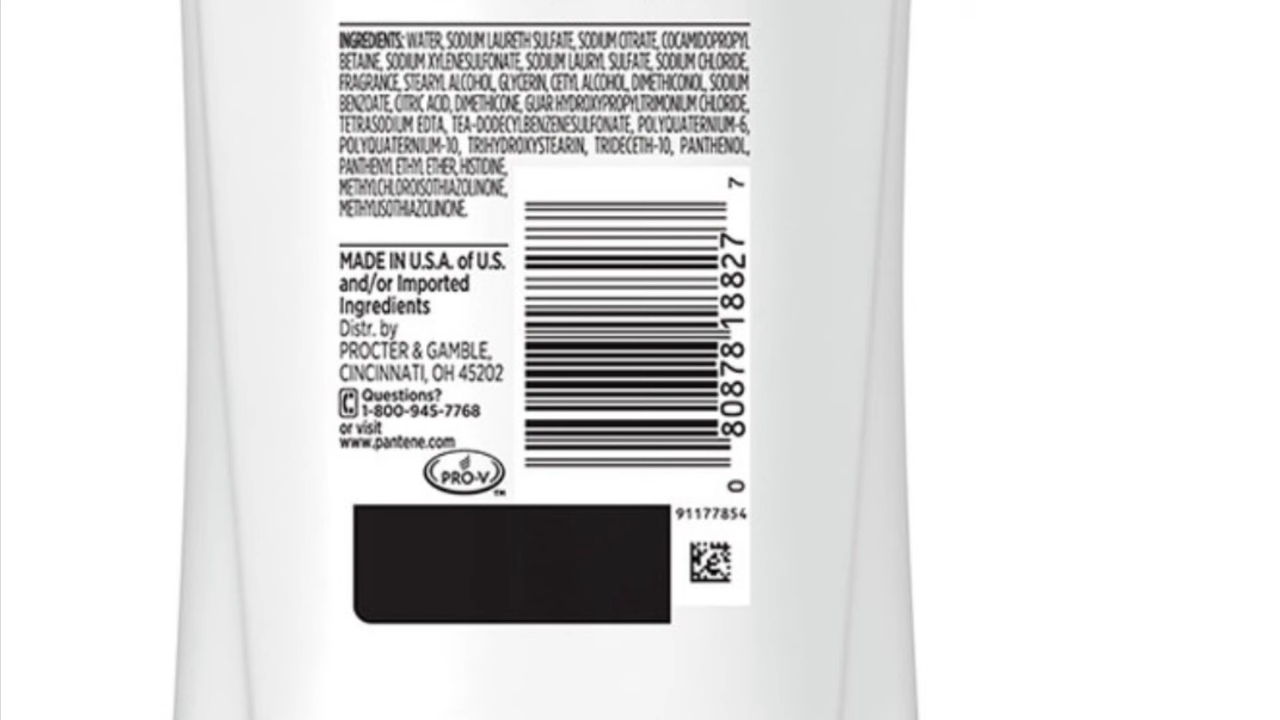 INGREDIENTS: WATER, SODIUM LAURETH SULFATE, SODIUM CITRATE, COCAMIDOPROPYL
BETAINE, SODIUM XYLENESULFONATE, SODIUM LAURYL SULFATE, SODIUM CHLORIDE,
FRAGRANCE, STEARYL ALCOHOL, GLYCERIN, CETYL ALCOHOL, DIMETHICONOL, SODIUM
BENZOATE, CITRIC ACID, DIMETHICONE, GUAR HYDROXYPROPYLTRIMONIUM CHLORIDE,
TETRASODIUM EDTA, TEA-DODECYLBENZENESULFONATE, POLYQUATERNIUM-6,
POLYQUATERNIUM-10, TRIHYDROXYSTEARIN, TRIDECETH-10, PANTHENOL,
PANTHENYL ETHYL ETHER, HISTIDINE,
METHYLCHLOROISOTHIAZOLINONE,
METHYLISOTHIAZOLINONE.
MADE IN U.S.A. of U.S.
and/or Imported
Ingredients
Distr. by
PROCTER & GAMBLE,
CINCINNATI, OH 45202
Questions?
1-800-945-7768
or visit
www.pantene.com
PRO-V™
0 80878 18827 7
91177854